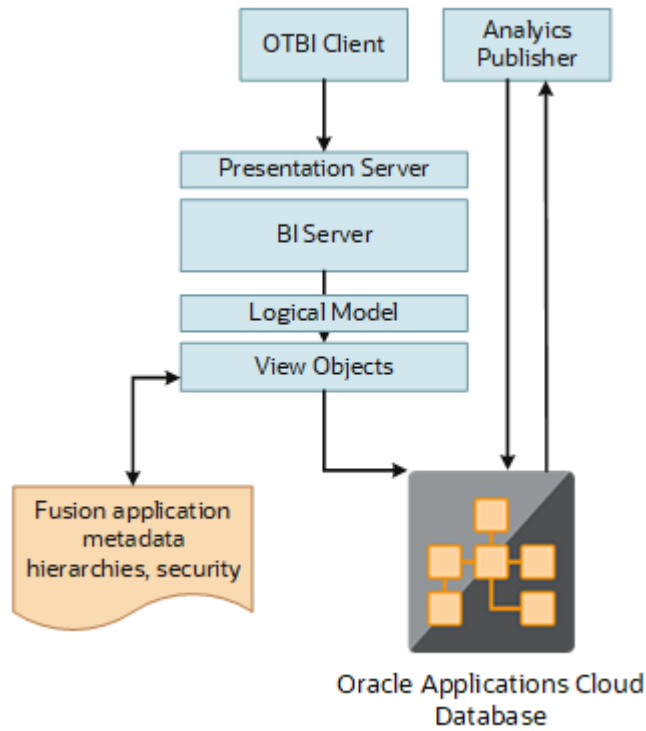 OTBI Client
Analyics
Publisher
Presentation Server
BI Server
Logical Model
View Objects
Fusion application
metadata
hierarchies, security
Oracle Applications Cloud
Database